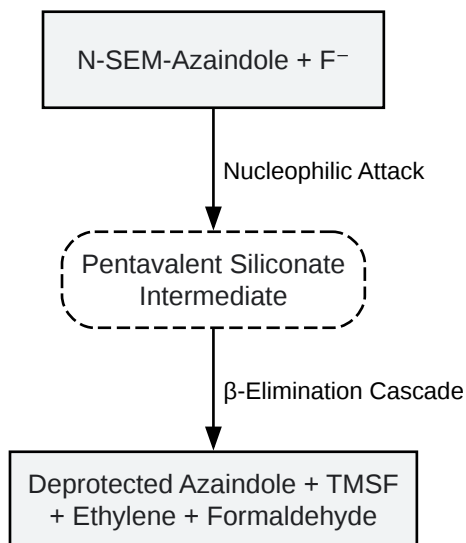 N-SEM-Azaindole + F⁻
Nucleophilic Attack
Pentavalent Siliconate
Intermediate
β-Elimination Cascade
Deprotected Azaindole + TMSF
+ Ethylene + Formaldehyde